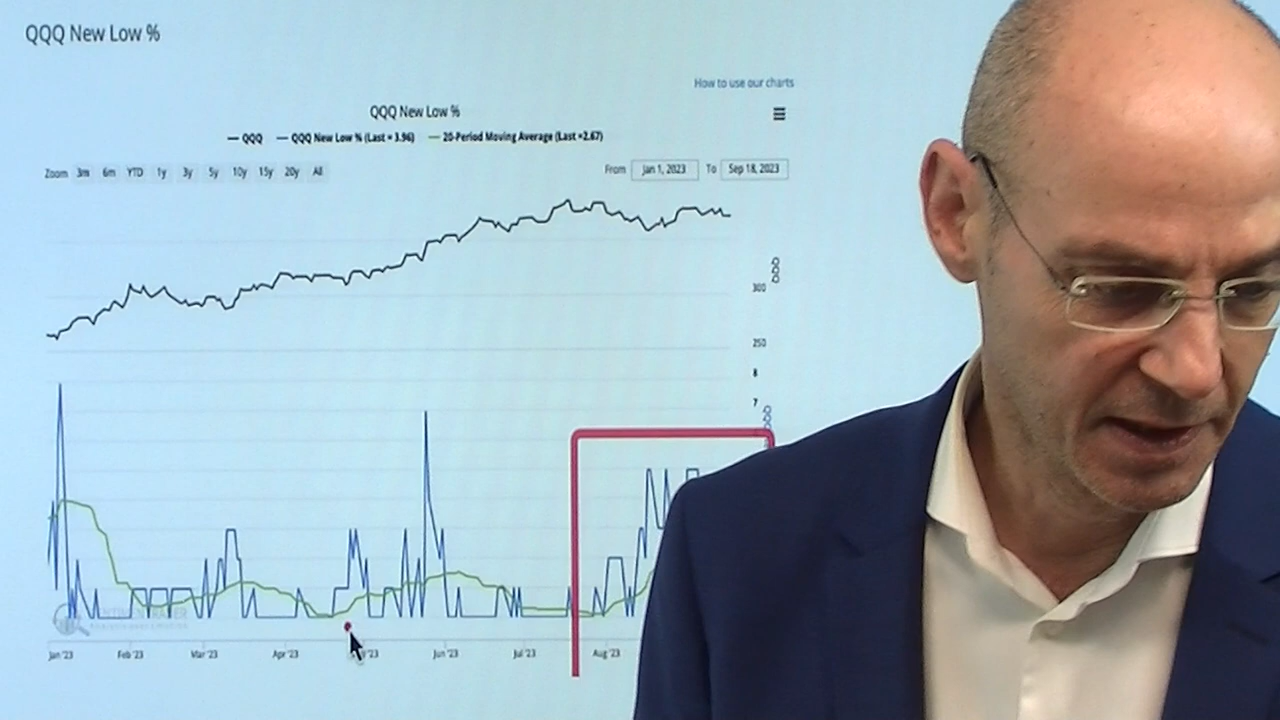 QQQ New Low %
How to use our charts
QQQ New Low %
QQQ QQQ New Low % (Last = 3.96) 20-Period Moving Average (Last =2.67)
Zoom 3m 6m YTD 1y 3y 5y 10y 15y 20y All From Jan 1, 2023 To Sep 18, 2023
QQQ
300
250
8
7
Jan '23 Feb '23 Mar '23 Apr '23 Jun '23 Jul '23 Aug '23